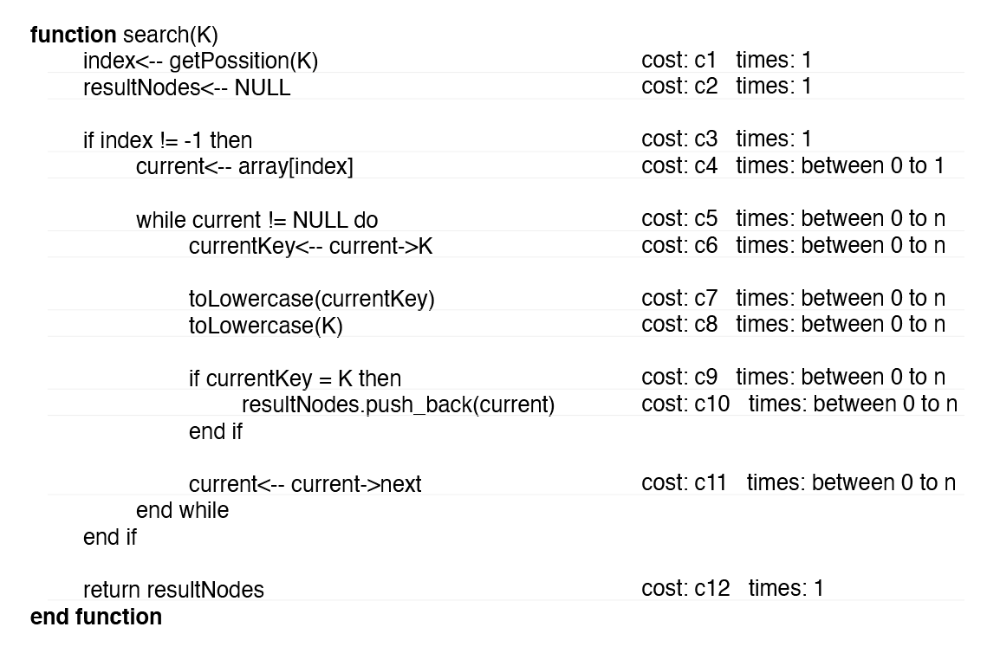 function search(K)
index<-- getPossition(K) cost: c1 times: 1
resultNodes<-- NULL cost: c2 times: 1
if index != -1 then cost: c3 times: 1
current<-- array[index] cost: c4 times: between 0 to 1
while current != NULL do cost: c5 times: between 0 to n
currentKey<-- current->K cost: c6 times: between 0 to n
toLowercase(currentKey) cost: c7 times: between 0 to n
toLowercase(K) cost: c8 times: between 0 to n
if currentKey = K then cost: c9 times: between 0 to n
resultNodes.push_back(current) cost: c10 times: between 0 to n
end if
current<-- current->next cost: c11 times: between 0 to n
end while
end if
return resultNodes cost: c12 times: 1
end function